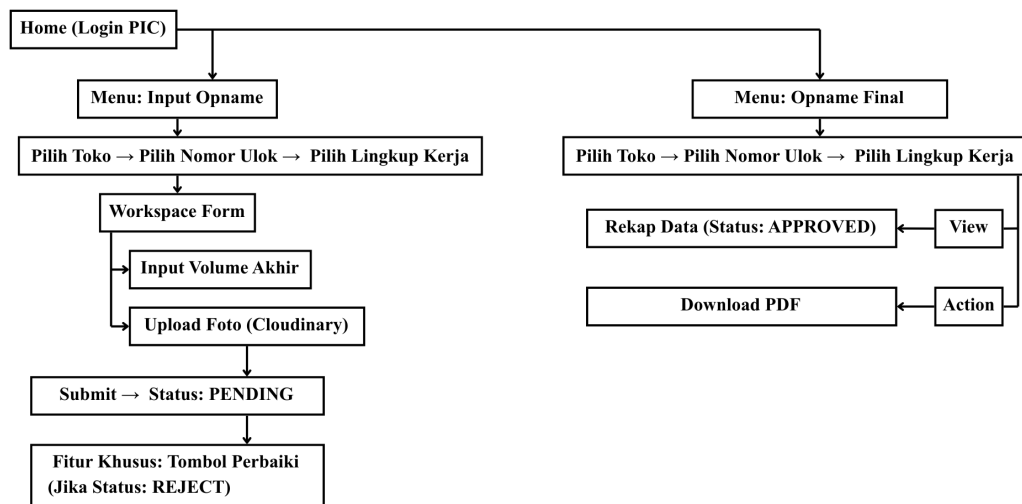 Home (Login PIC)
Menu: Input Opname
Pilih Toko → Pilih Nomor Ulok → Pilih Lingkup Kerja
Workspace Form
Input Volume Akhir
Upload Foto (Cloudinary)
Submit → Status: PENDING
Fitur Khusus: Tombol Perbaiki
(Jika Status: REJECT)
Menu: Opname Final
Pilih Toko → Pilih Nomor Ulok → Pilih Lingkup Kerja
View
Rekap Data (Status: APPROVED)
Action
Download PDF